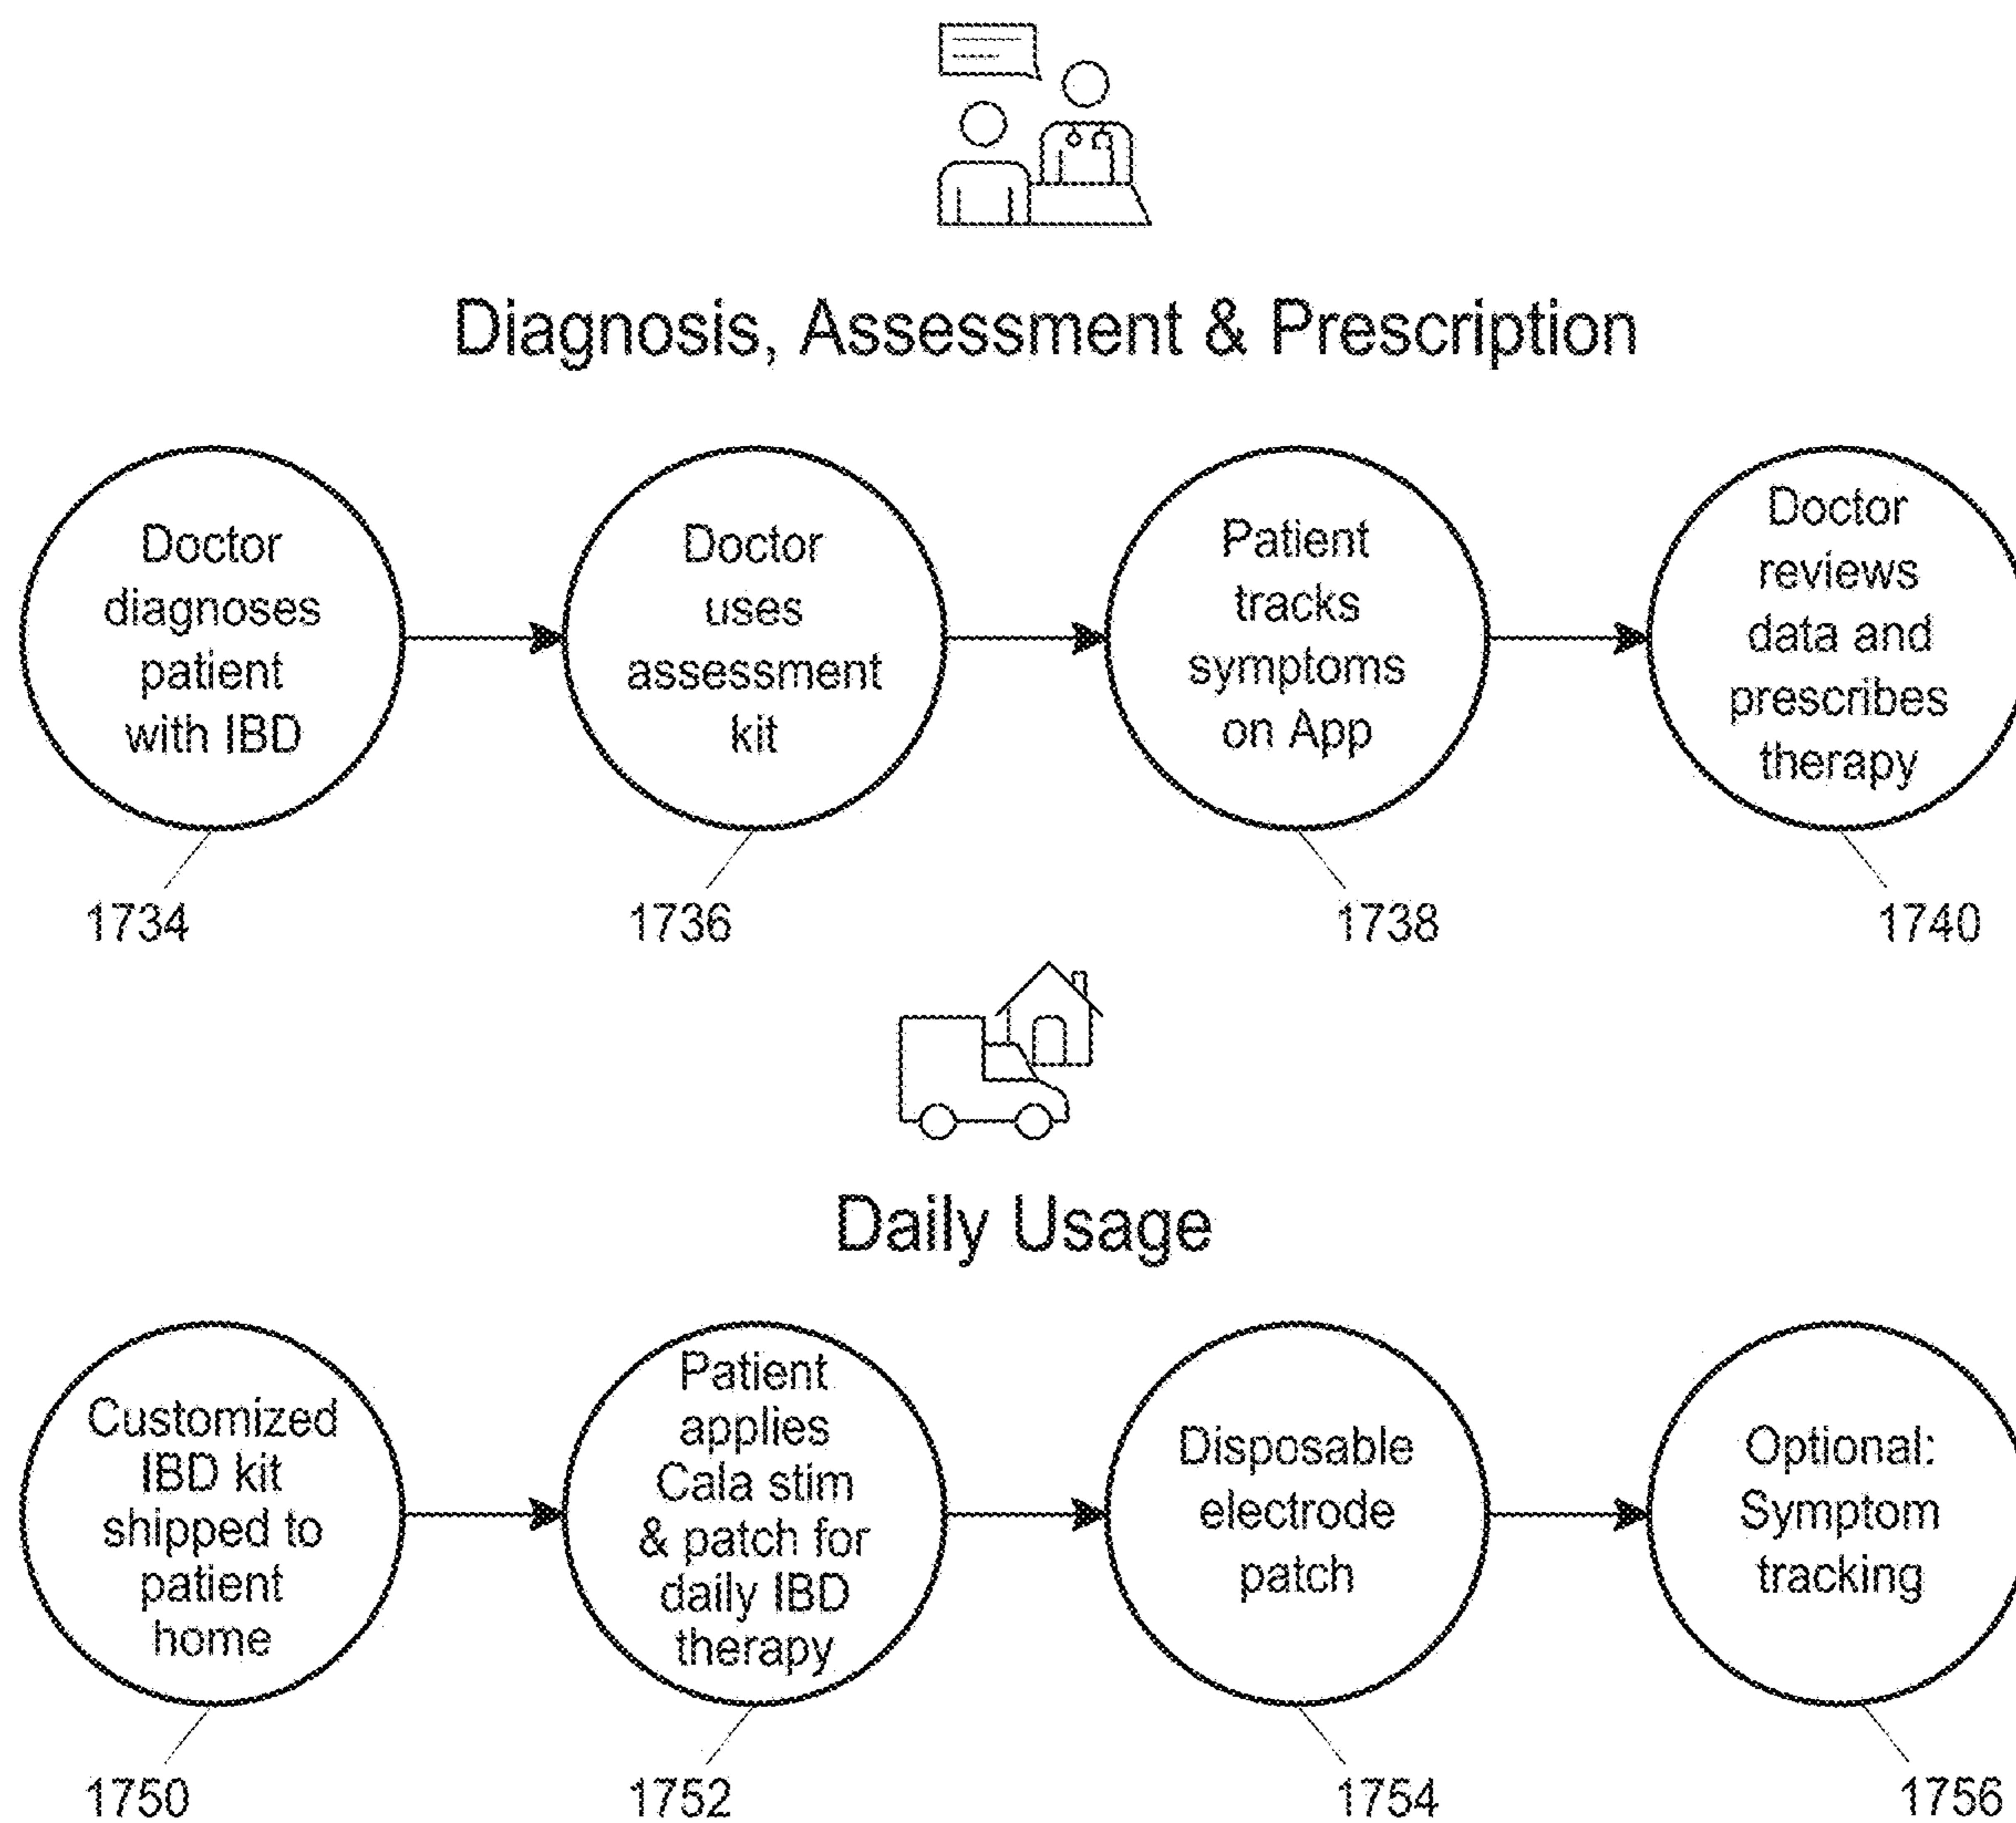 Diagnosis, Assessment & Prescription
Doctor
diagnoses
patient
with IBD
Doctor
uses
assessment
kit
Patient
tracks
symptoms
on App
Doctor
reviews
data and
prescribes
therapy
1734
1736
1738
1740
Daily Usage
Customized
IBD kit
shipped to
patient
home
Patient
applies
Cala stim
& patch for
daily IBD
therapy
Disposable
electrode
patch
Optional:
Symptom
tracking
1750
1752
1754
1756